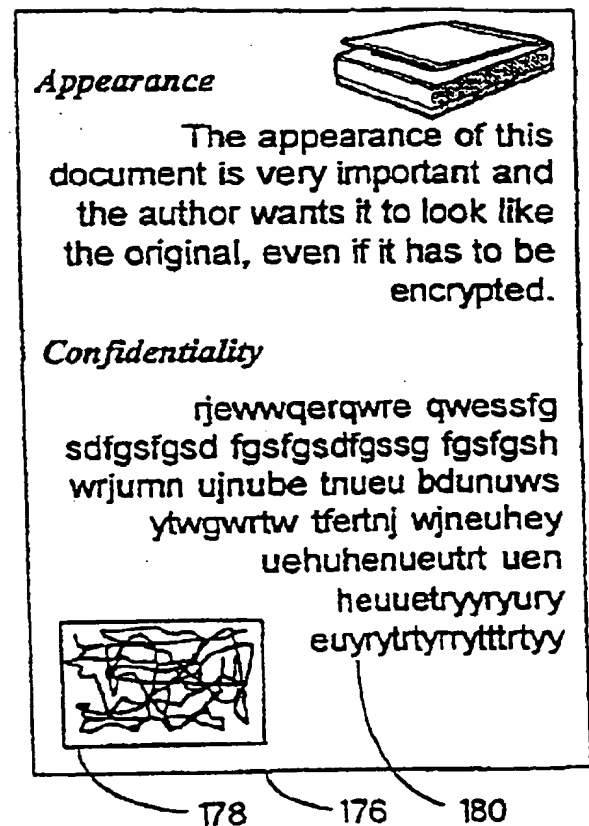 Appearance
The appearance of this
document is very important and
the author wants it to look like
the original, even if it has to be
encrypted.
Confidentiality
rjewwqerqwre qwessfg
sdfgsfgsd fgsfgsdfgssg fgsfgsh
wrjumn ujnube tnueu bdunuws
ytwgwrtw tfertnj wjneuhey
uehuhenueutrt uen
heuuetryyryury
euyrytrtyrrytttrtyy
178 176 180